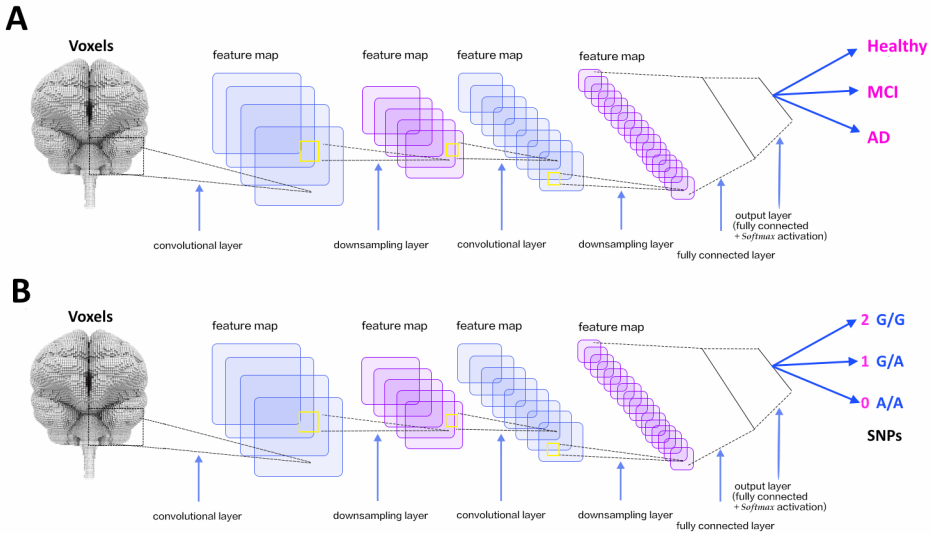 A
Voxels
feature map
feature map
feature map
feature map
Healthy
MCI
AD
convolutional layer
downsampling layer
convolutional layer
downsampling layer
fully connected layer
output layer
(fully connected
+ Softmax activation)
B
Voxels
feature map
feature map
feature map
feature map
2 G/G
1 G/A
0 A/A
SNPs
convolutional layer
downsampling layer
convolutional layer
downsampling layer
fully connected layer
output layer
(fully connected
+ Softmax activation)